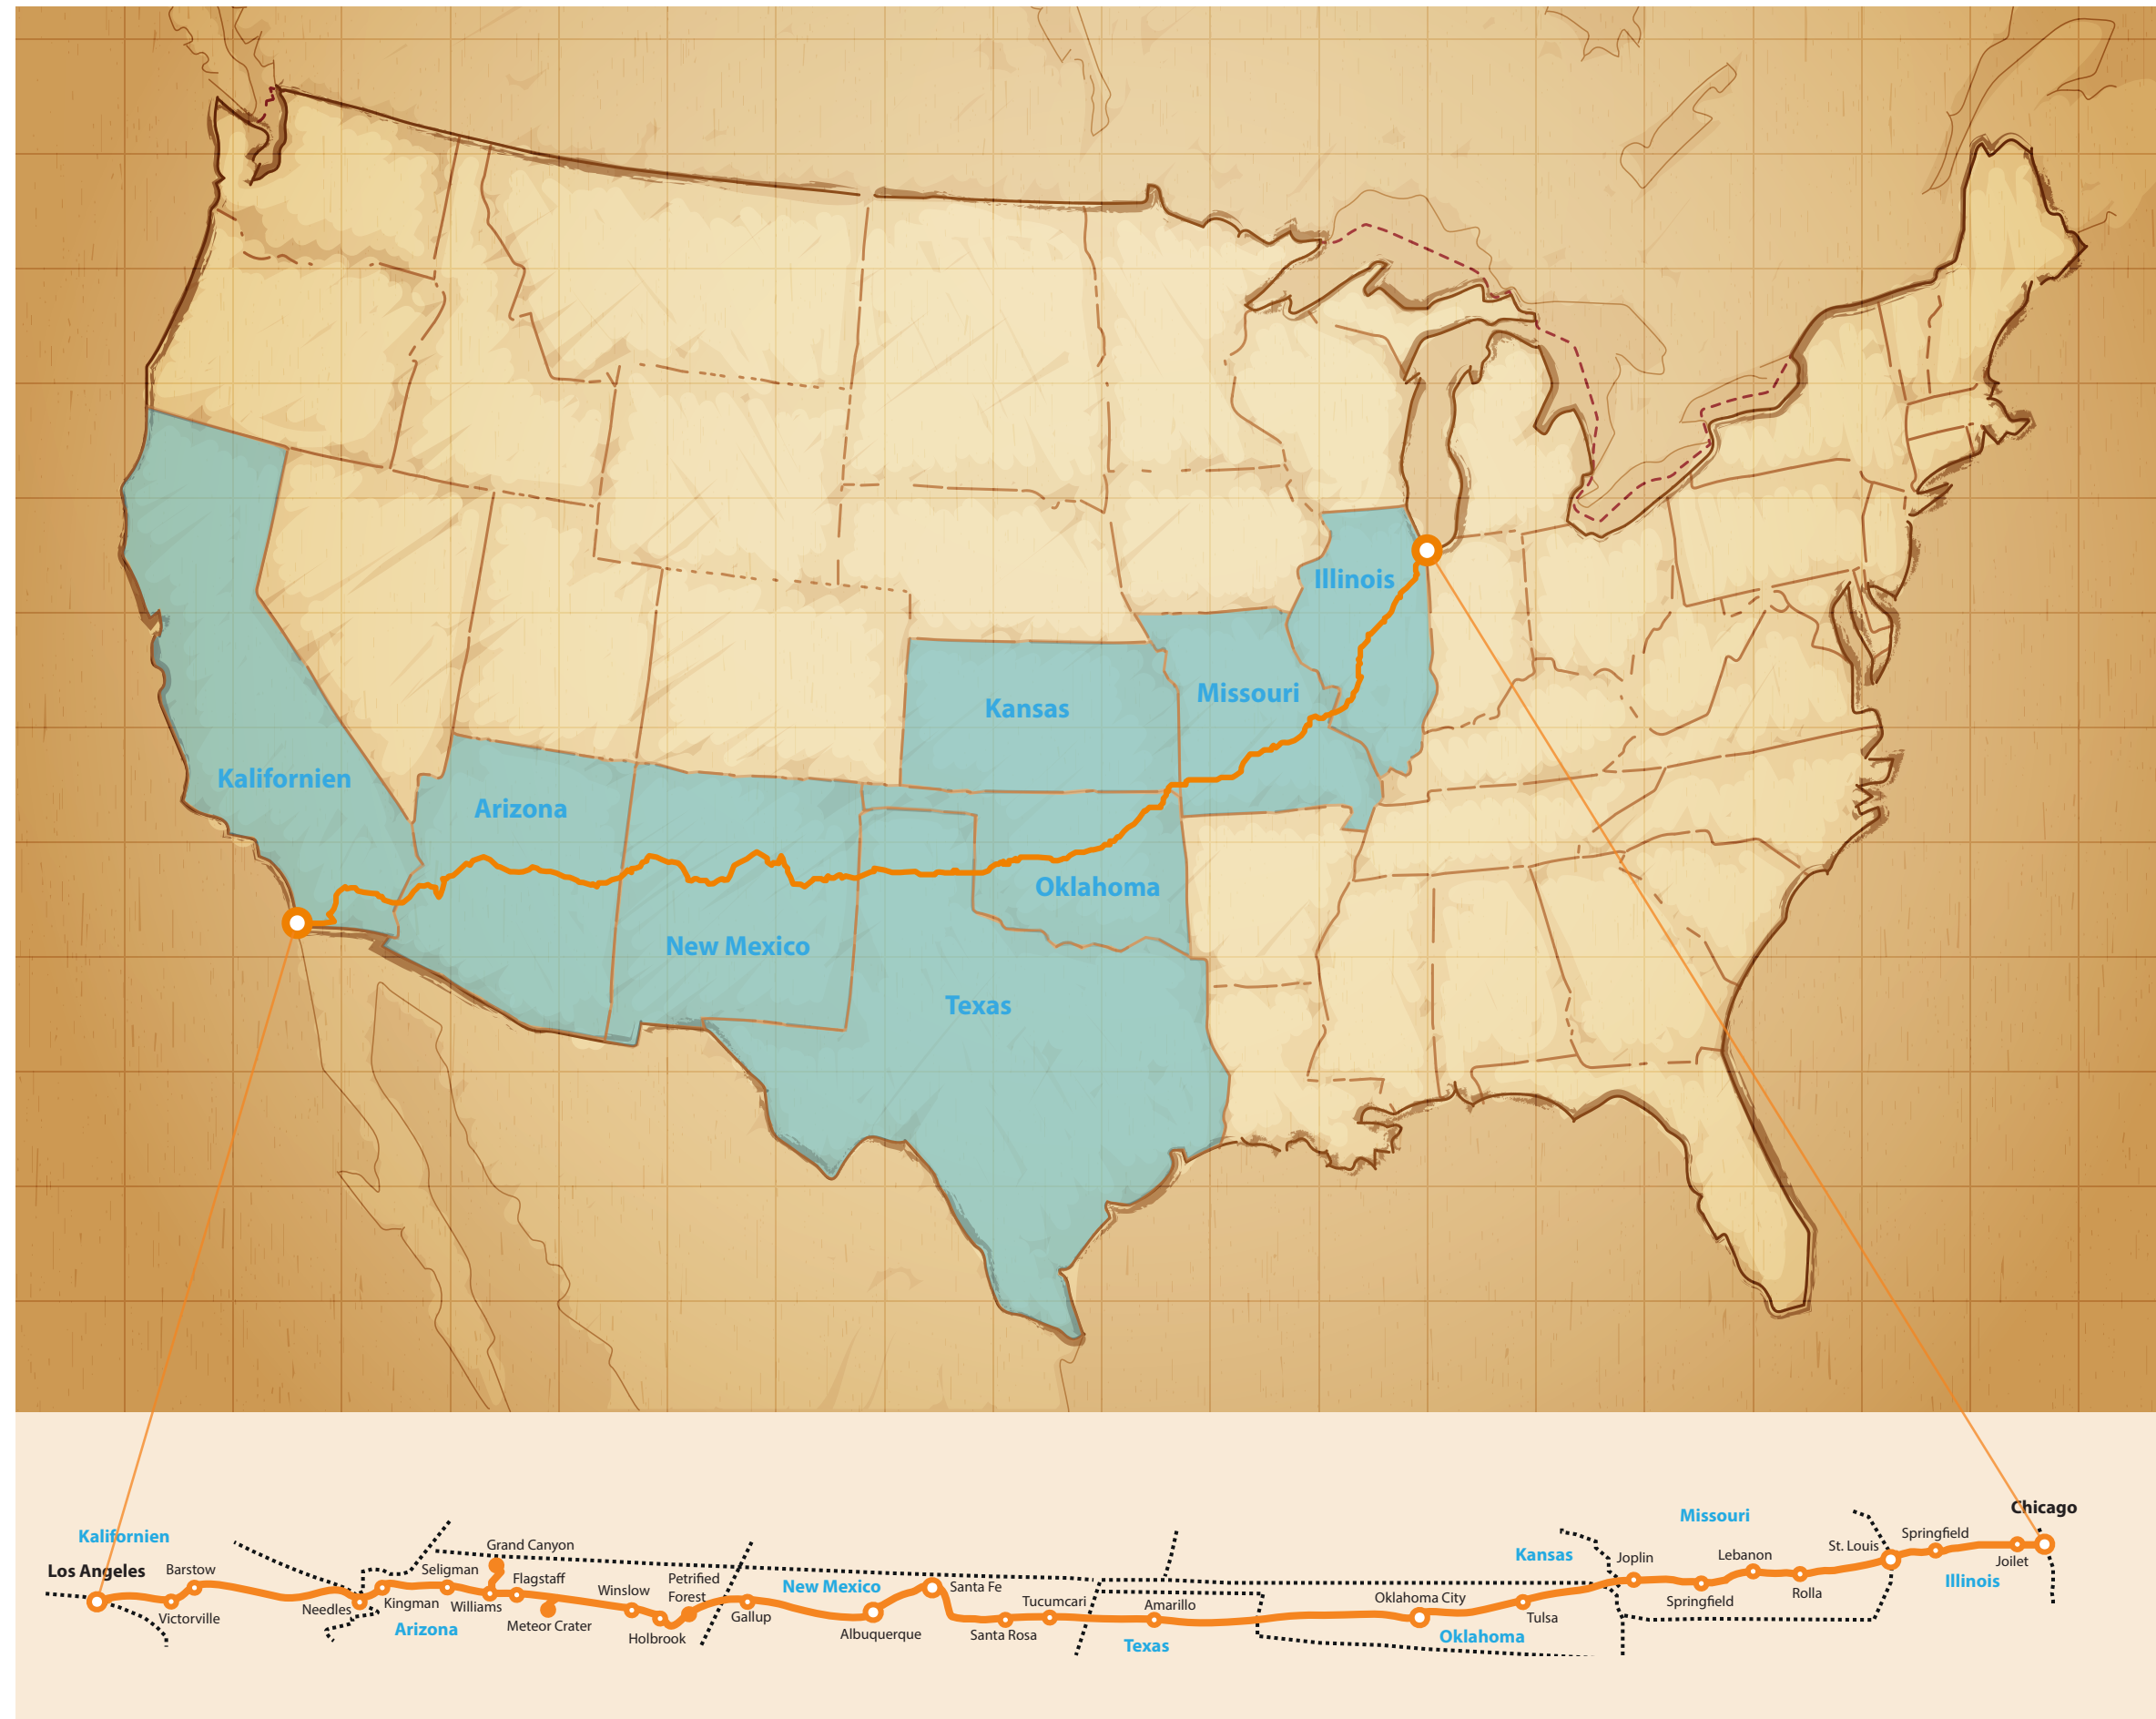 Illinois
Missouri
Kansas
Kalifornien
Arizona
Oklahoma
New Mexico
Texas
Chicago
Missouri
Kalifornien
Springfield
Grand Canyon
St. Louis
Kansas
Joplin
Lebanon
Joilet
Los Angeles
Barstow
Seligman
Flagstaff
Petrified
Forest
Winslow
New Mexico
Santa Fe
Illinois
Rolla
Springfield
Oklahoma City
Tucumcari
Amarillo
Needles
Kingman
Williams
Victorville
Gallup
Tulsa
Arizona
Meteor Crater
Holbrook
Albuquerque
Santa Rosa
Texas
Oklahoma